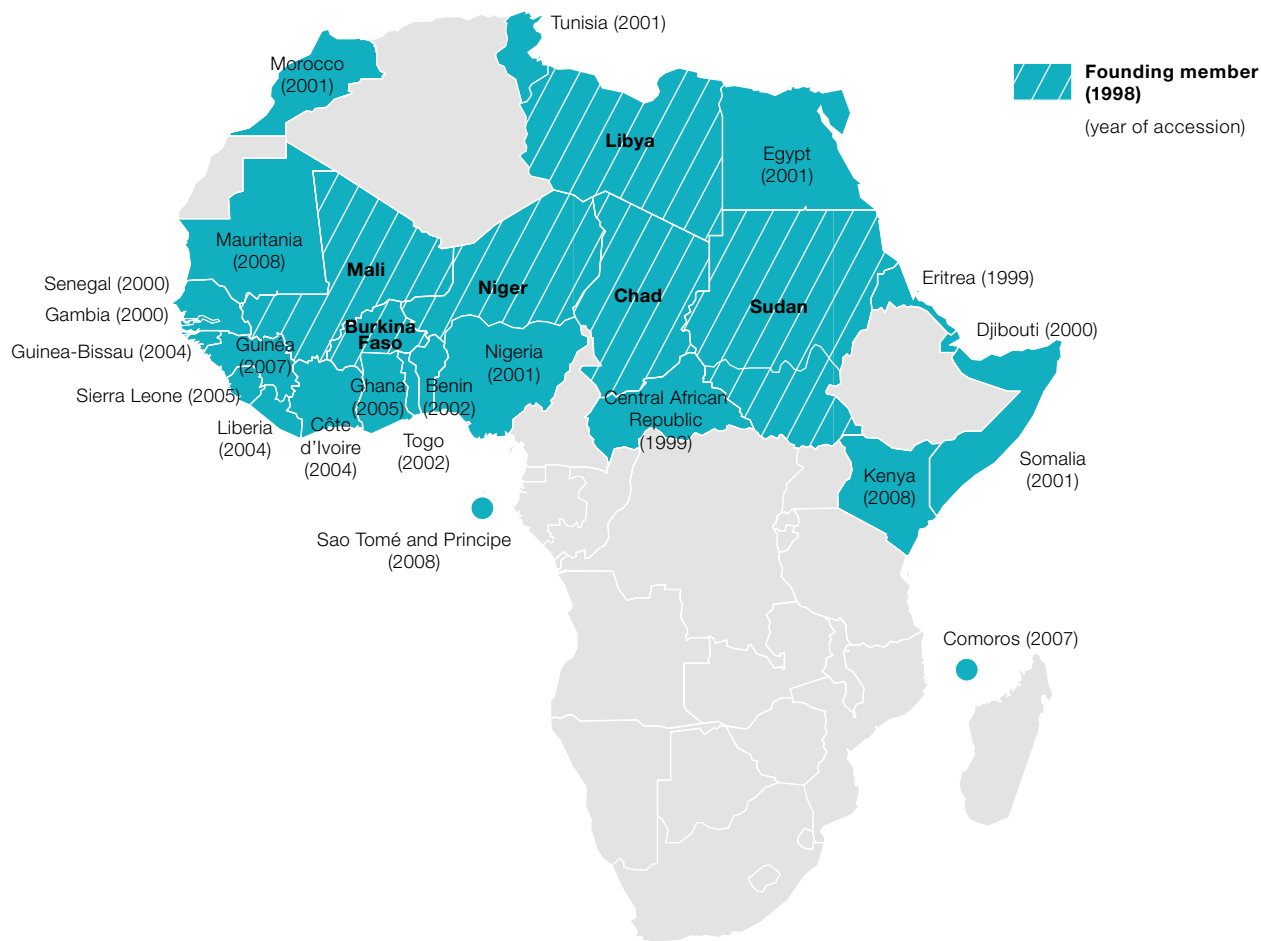 Tunisia (2001)
Morocco
(2001)
Founding member
(1998)
(year of accession)
Libya
Egypt
(2001)
Mauritania
(2008)
Mali
Niger
Chad
Sudan
Eritrea (1999)
Senegal (2000)
Gambia (2000)
Burkina
Faso
Djibouti (2000)
Guinea-Bissau (2004)
Guinea
(2007)
Nigeria
(2001)
Sierra Leone (2005)
Ghana
(2005)
Benin
(2002)
Central African
Republic
(1999)
Liberia
(2004)
Côte
d’Ivoire
(2004)
Togo
(2002)
Somalia
(2001)
Kenya
(2008)
Sao Tomé and Principe
(2008)
Comoros (2007)